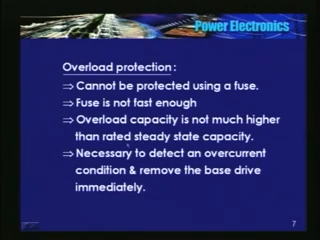 Power Electronics
Overload protection :
⇒ Cannot be protected using a fuse.
⇒ Fuse is not fast enough
⇒ Overload capacity is not much higher
than rated steady state capacity.
⇒ Necessary to detect an overcurrent
condition & remove the base drive
immediately.
7